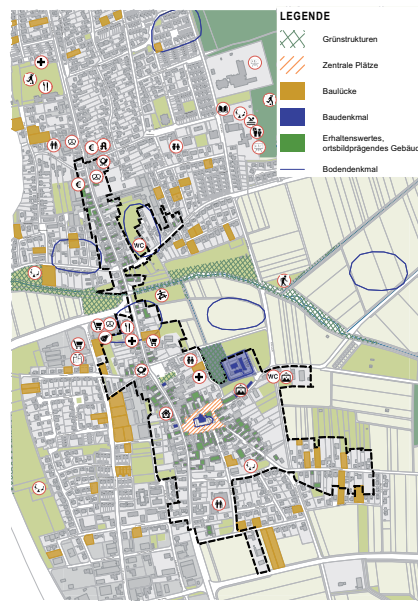 LEGENDE
Grünstrukturen
Zentrale Plätze
Baulücke
Baudenkmal
Erhaltenswertes,
ortsbildprägendes Gebäud
Bodendenkmal
€
€
WC
WC